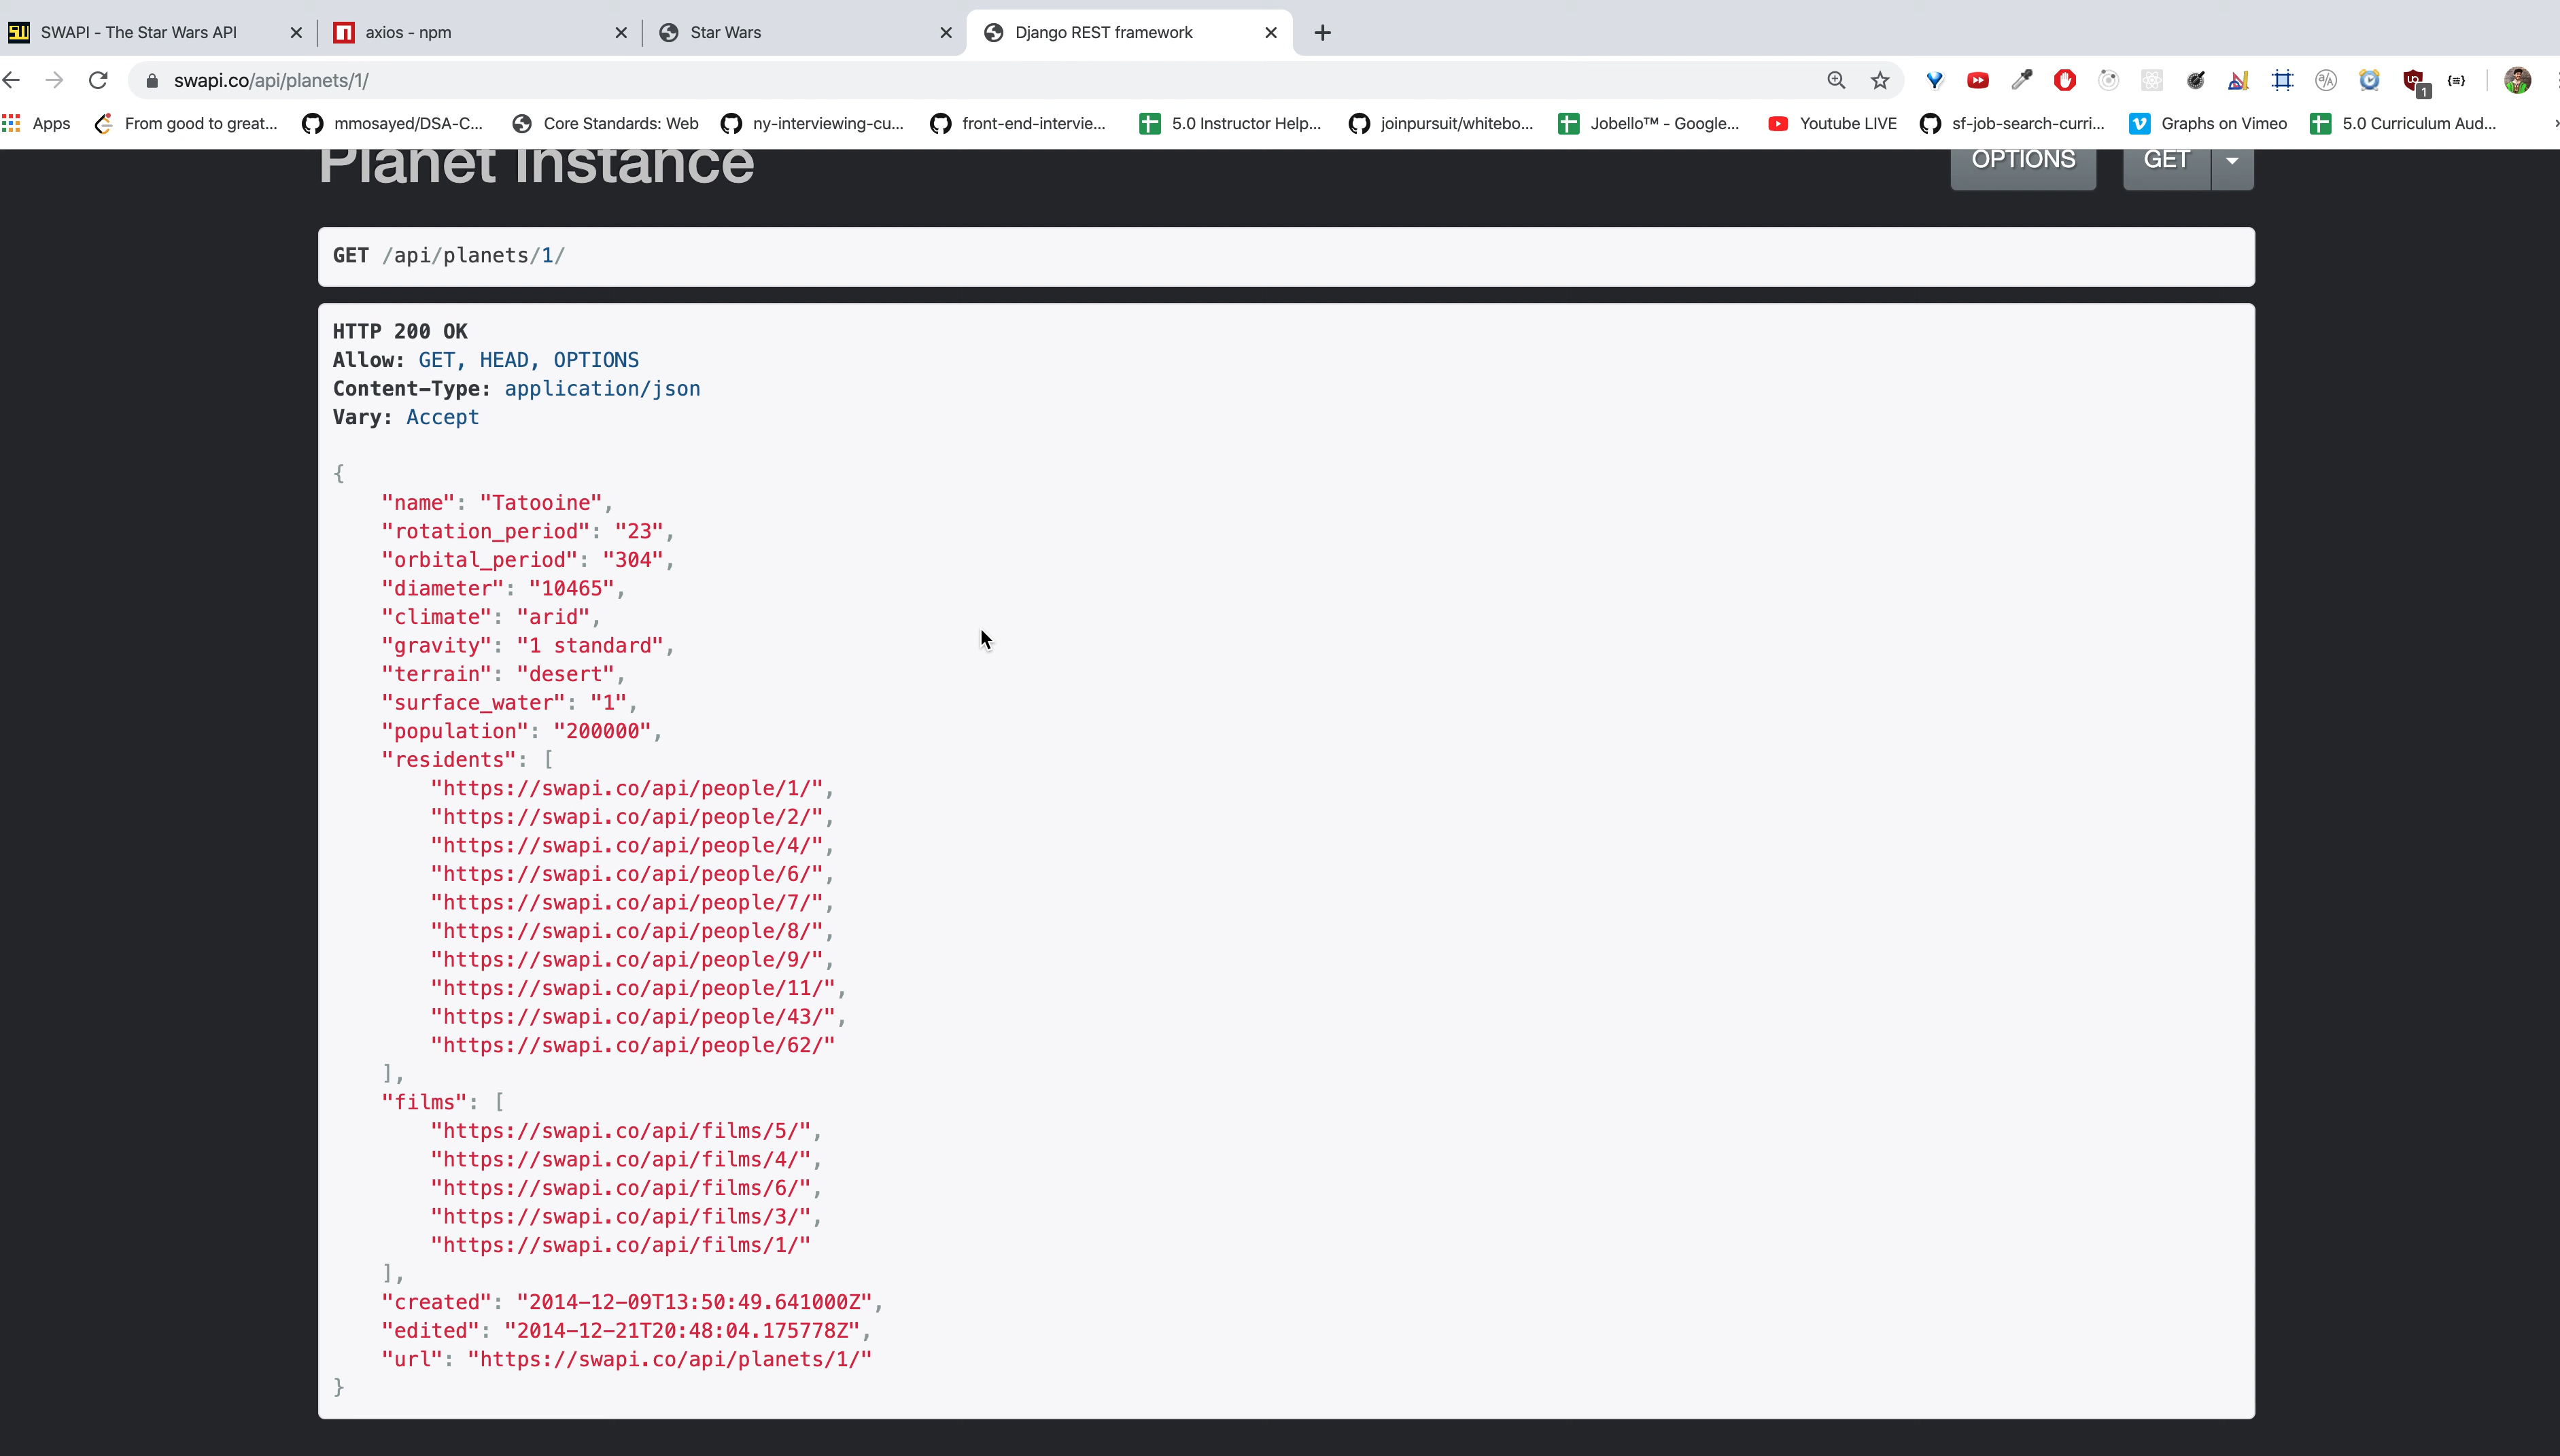 SWAPI - The Star Wars API
axios - npm
Star Wars
Django REST framework
swapi.co/api/planets/1/
1
Apps
From good to great...
mmosayed/DSA-C...
Core Standards: Web
ny-interviewing-cu...
front-end-intervie...
5.0 Instructor Help...
joinpursuit/whitebo...
Jobello™ - Google...
Youtube LIVE
sf-job-search-curri...
Graphs on Vimeo
5.0 Curriculum Aud...
Planet Instance
OPTIONS
GET
GET /api/planets/1/
HTTP 200 OK
Allow: GET, HEAD, OPTIONS
Content-Type: application/json
Vary: Accept
{
"name": "Tatooine",
"rotation_period": "23",
"orbital_period": "304",
"diameter": "10465",
"climate": "arid",
"gravity": "1 standard",
"terrain": "desert",
"surface_water": "1",
"population": "200000",
"residents": [
"https://swapi.co/api/people/1/",
"https://swapi.co/api/people/2/",
"https://swapi.co/api/people/4/",
"https://swapi.co/api/people/6/",
"https://swapi.co/api/people/7/",
"https://swapi.co/api/people/8/",
"https://swapi.co/api/people/9/",
"https://swapi.co/api/people/11/",
"https://swapi.co/api/people/43/",
"https://swapi.co/api/people/62/"
],
"films": [
"https://swapi.co/api/films/5/",
"https://swapi.co/api/films/4/",
"https://swapi.co/api/films/6/",
"https://swapi.co/api/films/3/",
"https://swapi.co/api/films/1/"
],
"created": "2014-12-09T13:50:49.641000Z",
"edited": "2014-12-21T20:48:04.175778Z",
"url": "https://swapi.co/api/planets/1/"
}